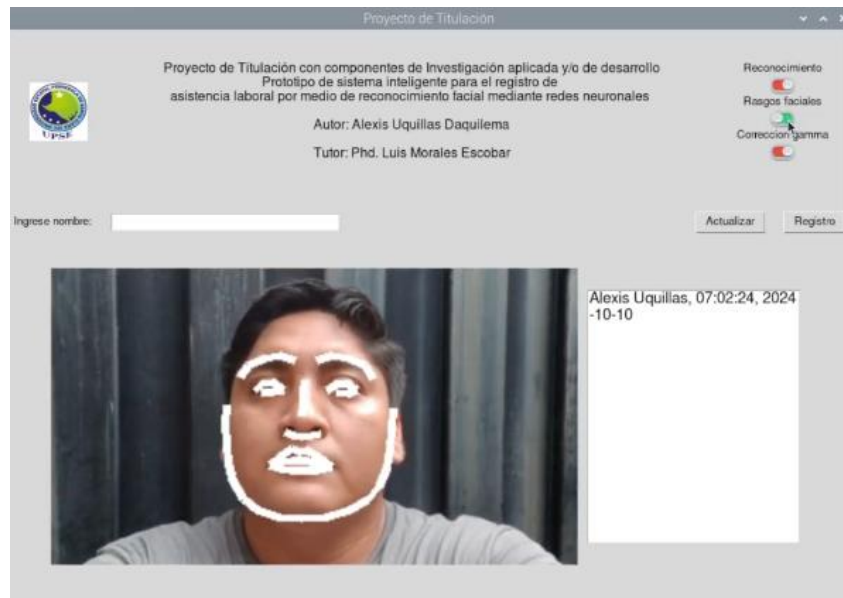 Proyecto de Titulación
Proyecto de Titulación con componentes de Investigación aplicada y/o de desarrollo
Prototipo de sistema inteligente para el registro de
asistencia laboral por medio de reconocimiento facial mediante redes neuronales
Autor: Alexis Uquillas Daquilema
Tutor: Phd. Luis Morales Escobar
UPSE
Reconocimiento
Rasgos faciales
Correccion gamma
Ingrese nombre:
Actualizar
Registro
Alexis Uquillas, 07:02:24, 2024
-10-10